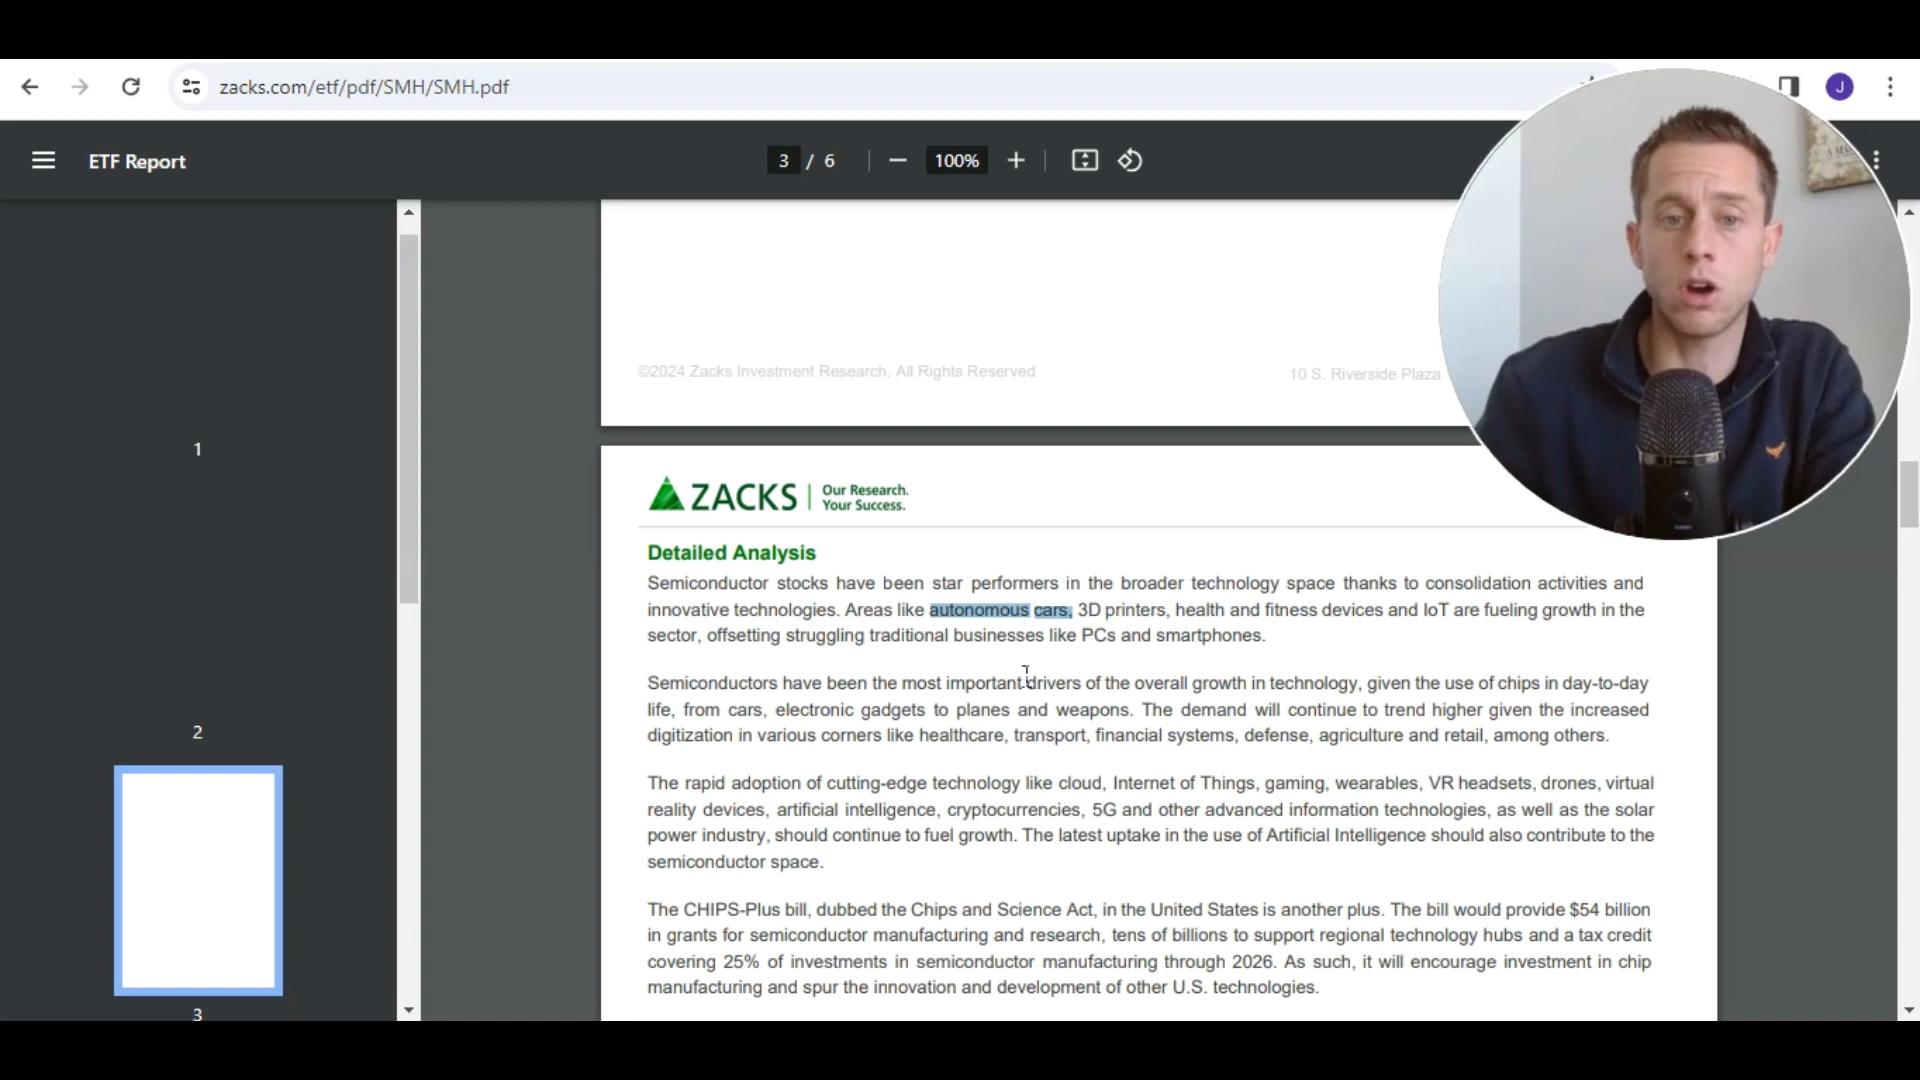 zacks.com/etf/pdf/SMH/SMH.pdf
J
ETF Report
3 / 6
100%
1
2
3
©2024 Zacks Investment Research, All Rights Reserved
10 S. Riverside Plaza
ZACKS
Our Research.
Your Success.
Detailed Analysis
Semiconductor stocks have been star performers in the broader technology space thanks to consolidation activities and
innovative technologies. Areas like autonomous cars, 3D printers, health and fitness devices and IoT are fueling growth in the
sector, offsetting struggling traditional businesses like PCs and smartphones.
Semiconductors have been the most important drivers of the overall growth in technology, given the use of chips in day-to-day
life, from cars, electronic gadgets to planes and weapons. The demand will continue to trend higher given the increased
digitization in various corners like healthcare, transport, financial systems, defense, agriculture and retail, among others.
The rapid adoption of cutting-edge technology like cloud, Internet of Things, gaming, wearables, VR headsets, drones, virtual
reality devices, artificial intelligence, cryptocurrencies, 5G and other advanced information technologies, as well as the solar
power industry, should continue to fuel growth. The latest uptake in the use of Artificial Intelligence should also contribute to the
semiconductor space.
The CHIPS-Plus bill, dubbed the Chips and Science Act, in the United States is another plus. The bill would provide $54 billion
in grants for semiconductor manufacturing and research, tens of billions to support regional technology hubs and a tax credit
covering 25% of investments in semiconductor manufacturing through 2026. As such, it will encourage investment in chip
manufacturing and spur the innovation and development of other U.S. technologies.